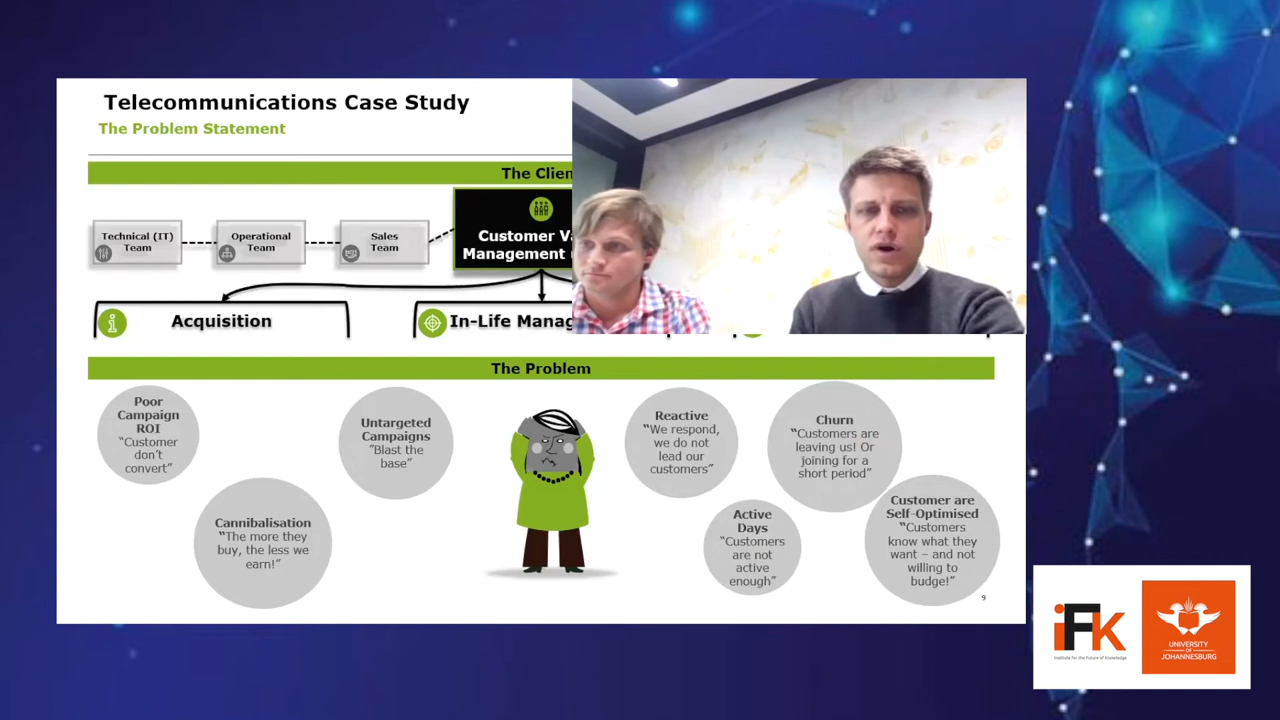 Telecommunications Case Study
The Problem Statement
The Clien
Technical (IT)
Team
Operational
Team
Sales
Team
Customer Va
Management
Acquisition
In-Life Manag
The Problem
Poor
Campaign
ROI
“Customer
don’t
convert”
Untargeted
Campaigns
“Blast the
base”
Cannibalisation
“The more they
buy, the less we
earn!”
Reactive
“We respond,
we do not
lead our
customers”
Churn
“Customers are
leaving us! Or
joining for a
short period”
Active
Days
“Customers
are not
active
enough”
Customer are
Self-Optimised
“Customers
know what they
want – and not
willing to
budge!”
9
iFK
Institute for the Future of Knowledge
UNIVERSITY
OF
JOHANNESBURG